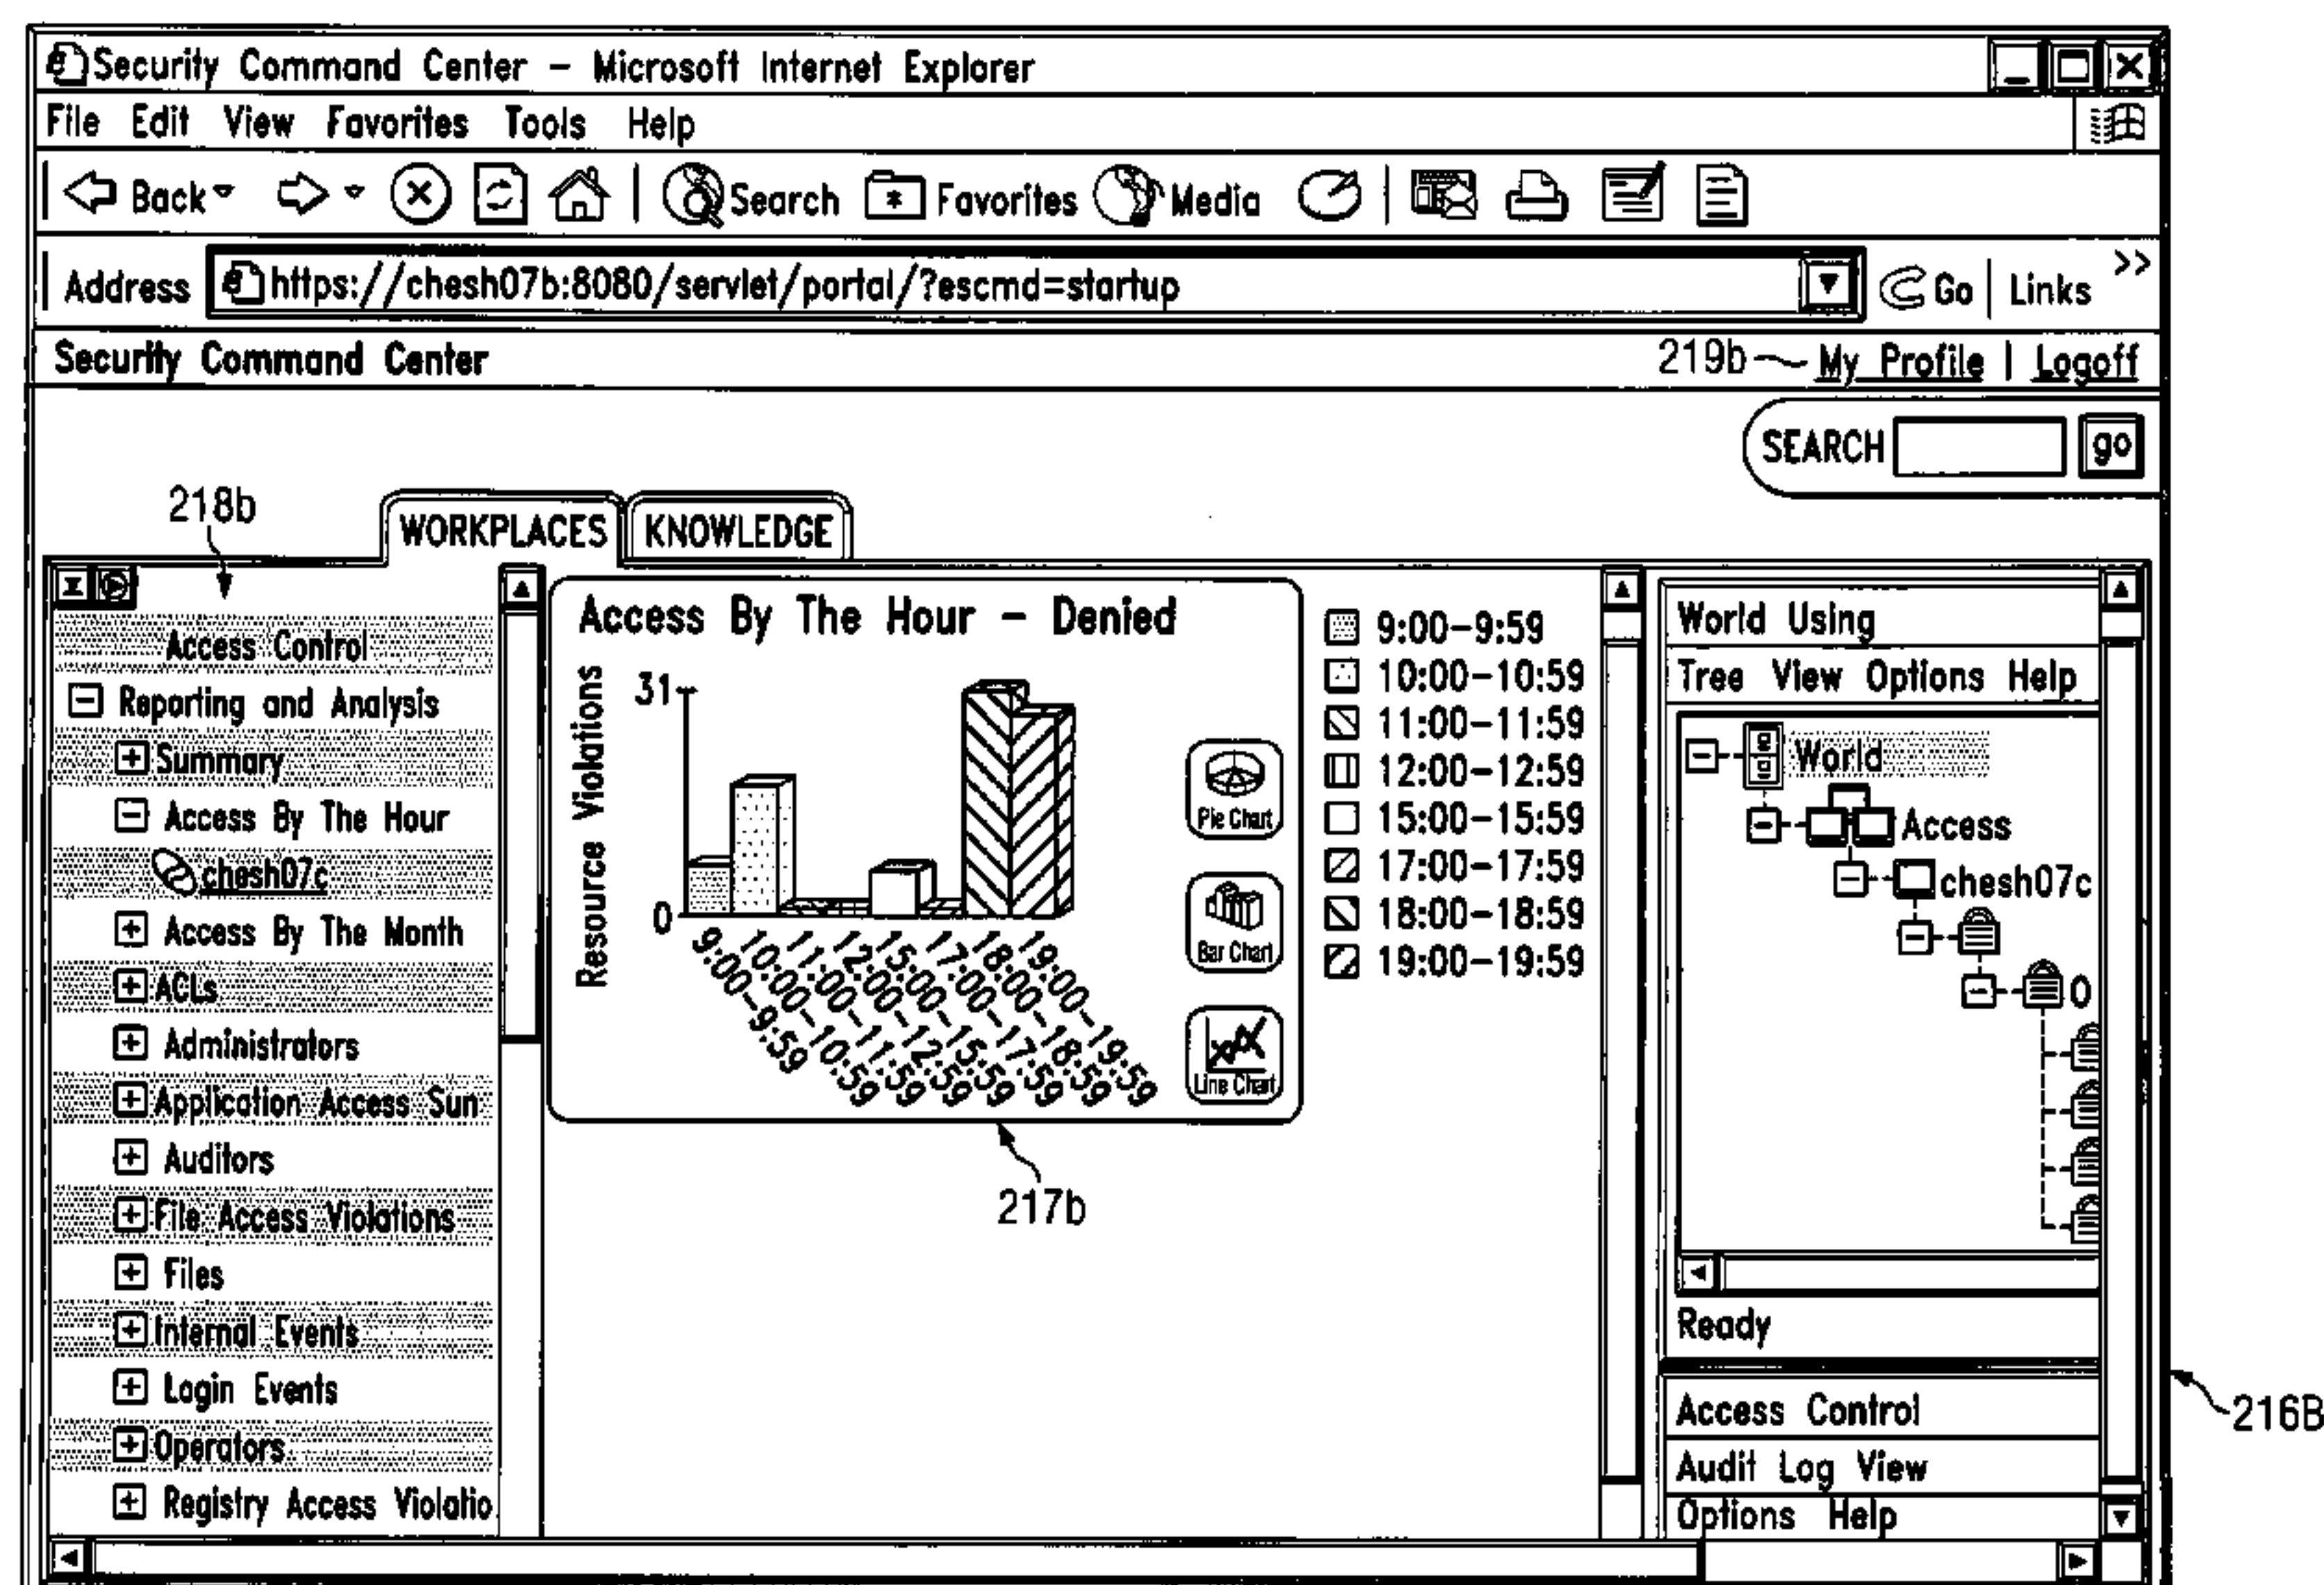 Security Command Center - Microsoft Internet Explorer
File Edit View Favorites Tools Help
Back Search Favorites Media
Address https://chesh07b:8080/servlet/portal/?escmd=startup Go Links >>
Security Command Center 219b My Profile | Logoff
SEARCH go
218b
WORKPLACES KNOWLEDGE
Access Control
Reporting and Analysis
Summary
Access By The Hour
chesh07c
Access By The Month
ACLs
Administrators
Application Access Sun
Auditors
File Access Violations
Files
Internal Events
Login Events
Operators
Registry Access Violatio
Access By The Hour - Denied
Resource Violations
31
0
9:00-9:59
10:00-10:59
11:00-11:59
12:00-12:59
15:00-15:59
17:00-17:59
18:00-18:59
19:00-19:59
Pie Chart
Bar Chart
Line Chart
217b
9:00-9:59
10:00-10:59
11:00-11:59
12:00-12:59
15:00-15:59
17:00-17:59
18:00-18:59
19:00-19:59
World Using
Tree View Options Help
World
Access
chesh07c
0
Ready
Access Control
Audit Log View
Options Help
216B